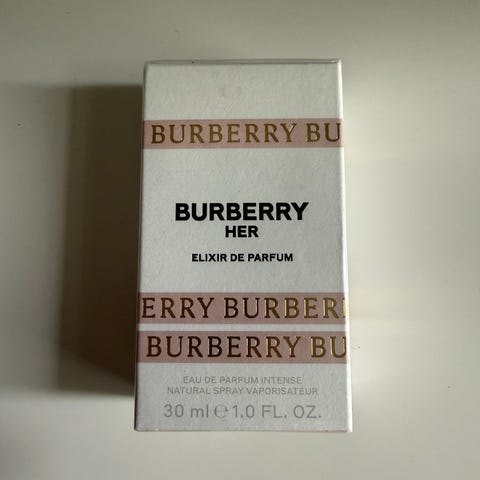 BURBERRY BU
BURBERRY
HER
ELIXIR DE PARFUM
ERRY BURBER
BURBERRY BU
EAU DE PARFUM INTENSE
NATURAL SPRAY VAPORISATEUR
30 ml ℮ 1.0 FL. OZ.